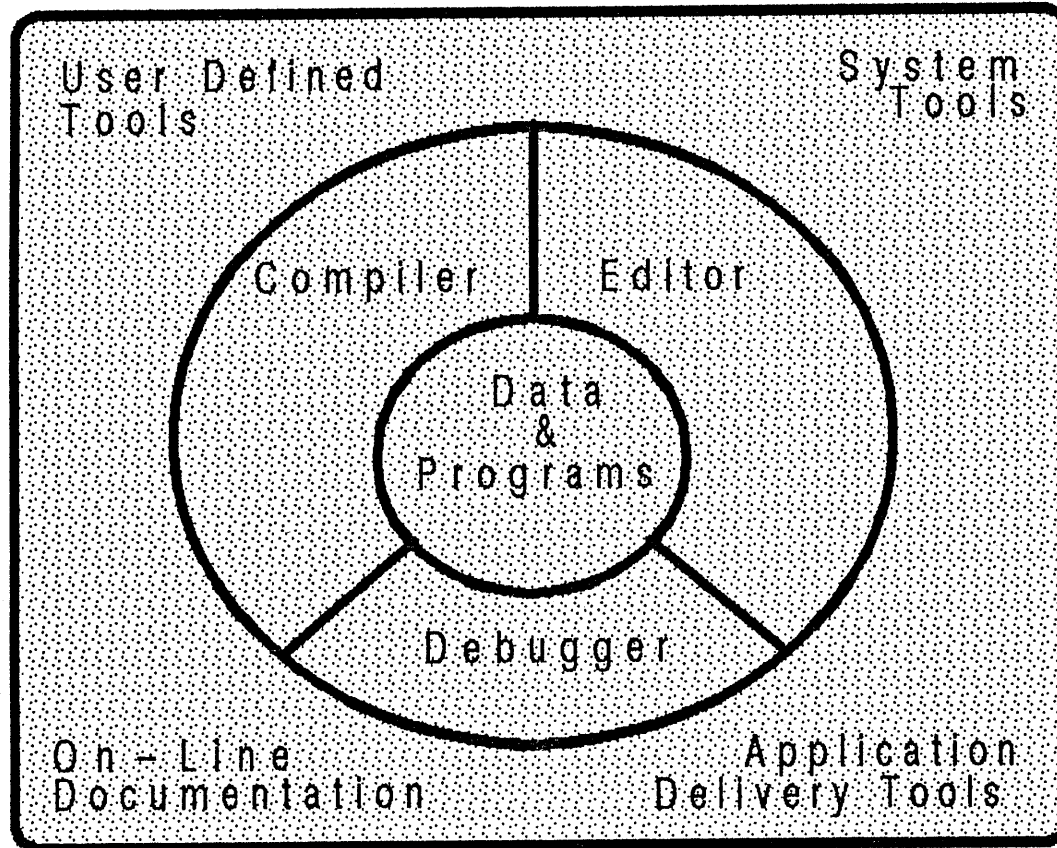 User Defined
Tools
System
Tools
Compiler
Editor
Data
&
Programs
Debugger
On-Line
Documentation
Application
Delivery Tools